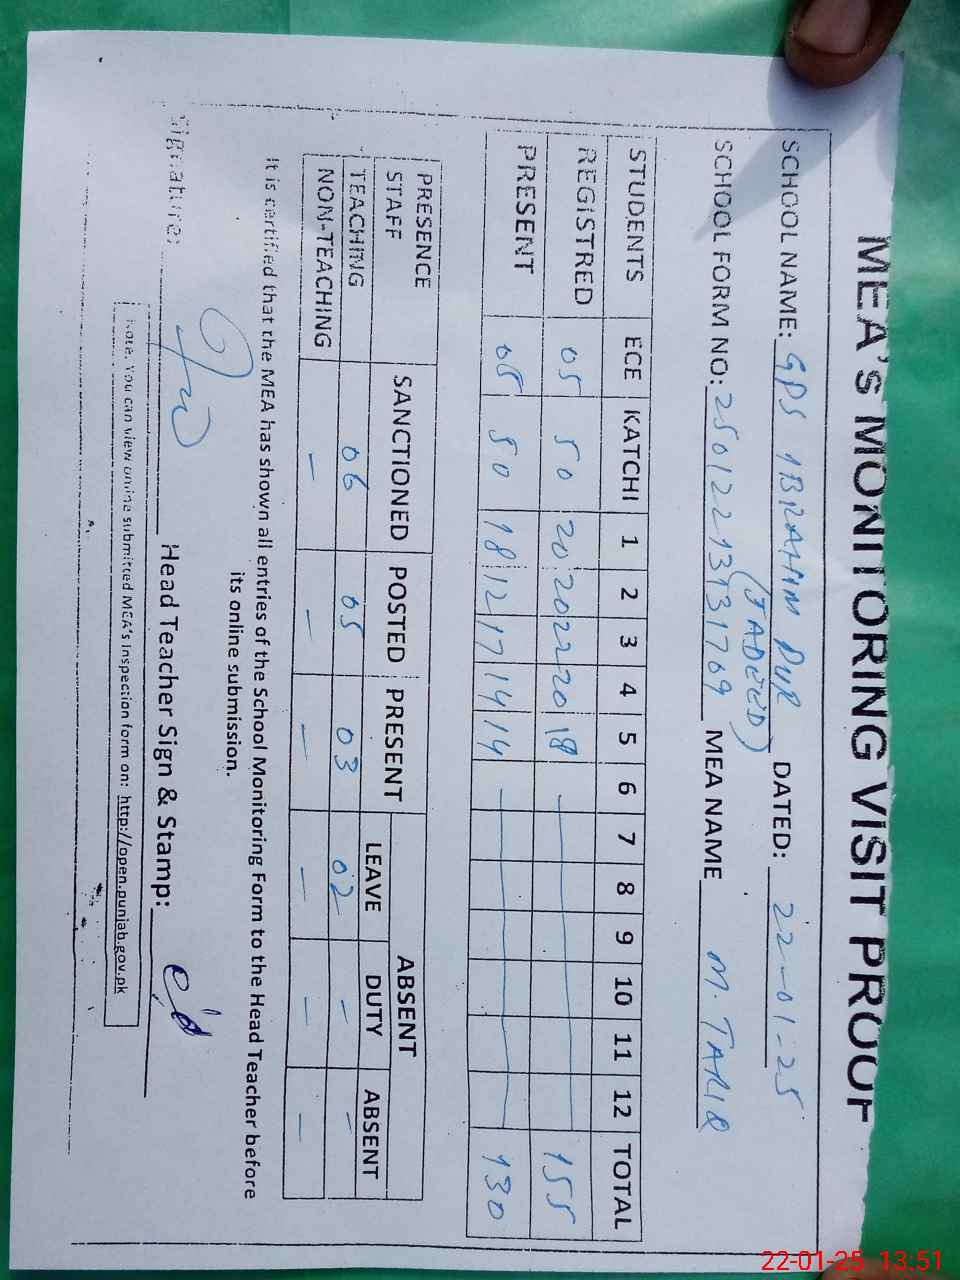 MEA's MONITORING VISIT PROOF
SCHOOL NAME: GPS IBRAHIM PUR (JADEED) DATED: 22-01-25
SCHOOL FORM NO: MEA NAME M. TARIQ
STUDENTS ECE KATCHI 1 2 3 4 5 6 7 8 9 10 11 12 TOTAL
REGISTRED 05 50 20 20 22 20 18 — 155
PRESENT 05 50 18 12 17 14 14 — 130
PRESENCE STAFF SANCTIONED POSTED PRESENT ABSENT
LEAVE DUTY ABSENT
TEACHING 06 05 03 02 — —
NON-TEACHING — — — — — —
It is certified that the MEA has shown all entries of the School Monitoring Form to the Head Teacher before
its online submission.
Signature: Head Teacher Sign & Stamp:
Note: You can view online submitted MEA's Inspection form on: http://open.punjab.gov.pk
22-01-25 13:51